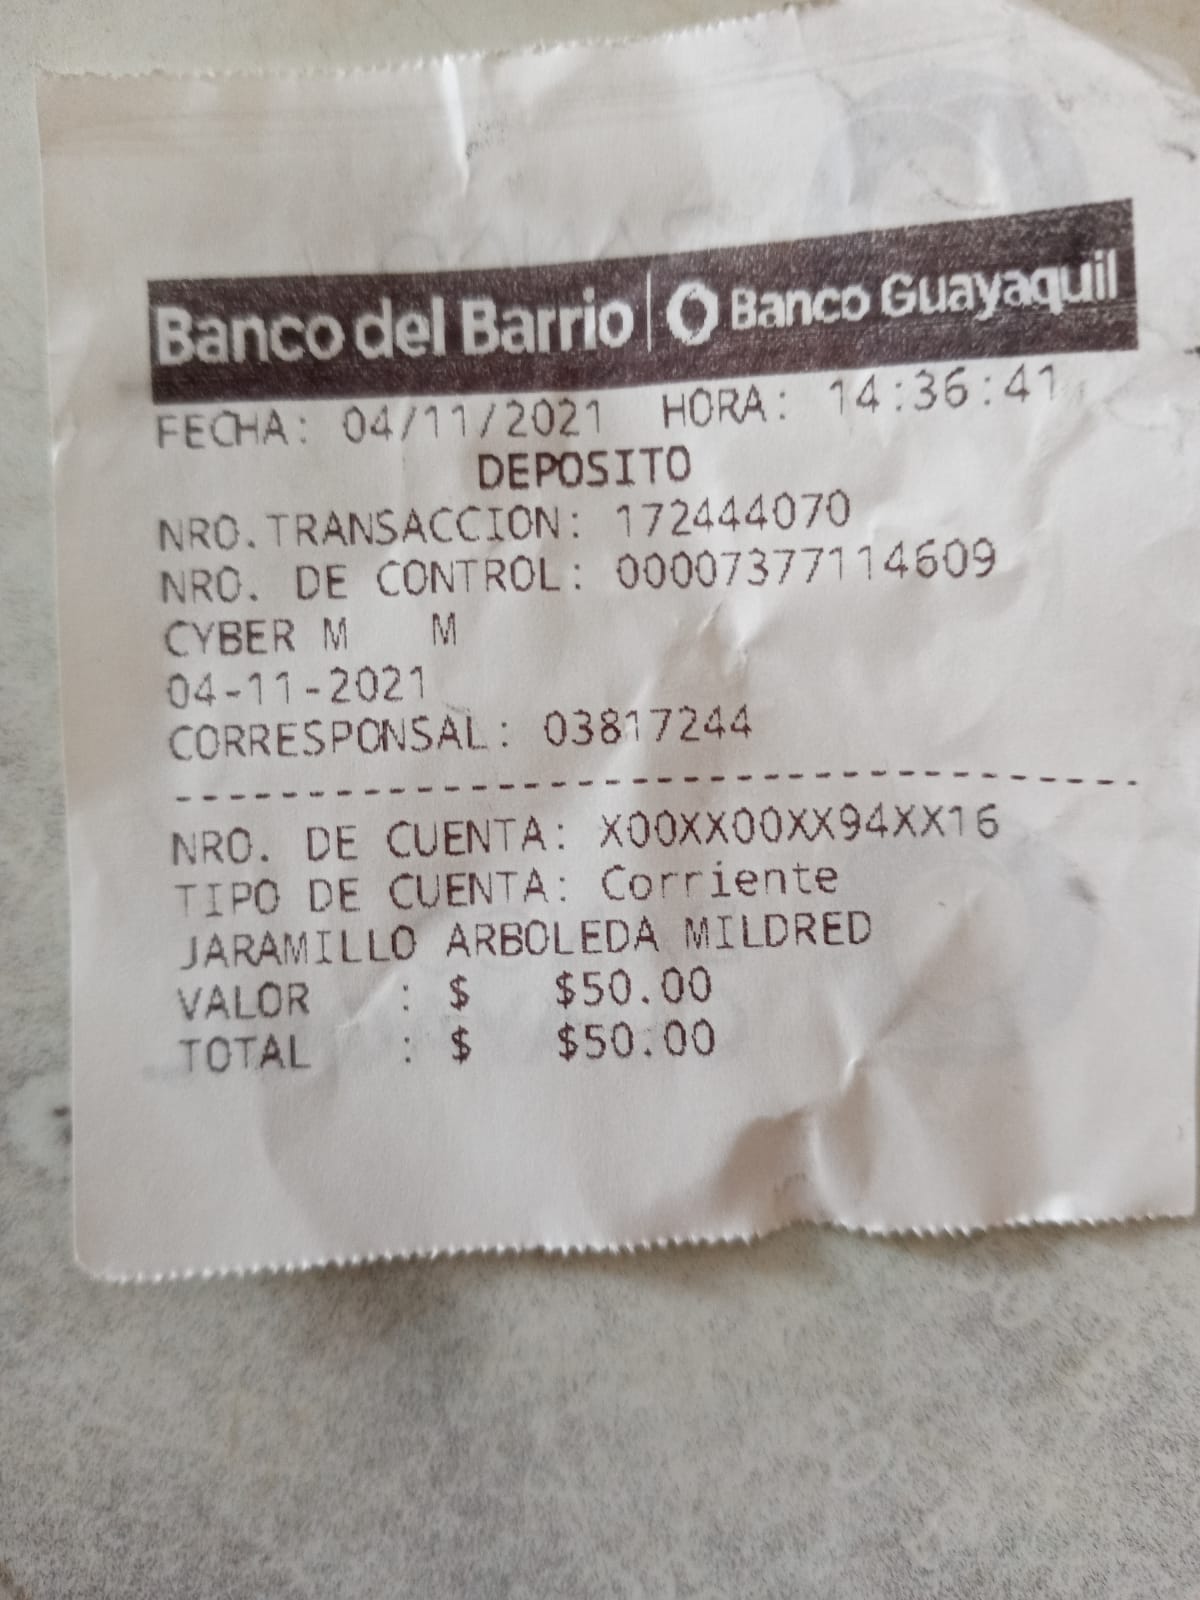 Banco del Barrio | Banco Guayaquil
FECHA: 04/11/2021 HORA: 14:36:41
DEPOSITO
NRO.TRANSACCION: 172444070
NRO. DE CONTROL: 00007377114609
CYBER M M
04-11-2021
CORRESPONSAL: 03817244
--------------------------------------
NRO. DE CUENTA: X00XX00XX94XX16
TIPO DE CUENTA: Corriente
JARAMILLO ARBOLEDA MILDRED
VALOR : $ $50.00
TOTAL : $ $50.00